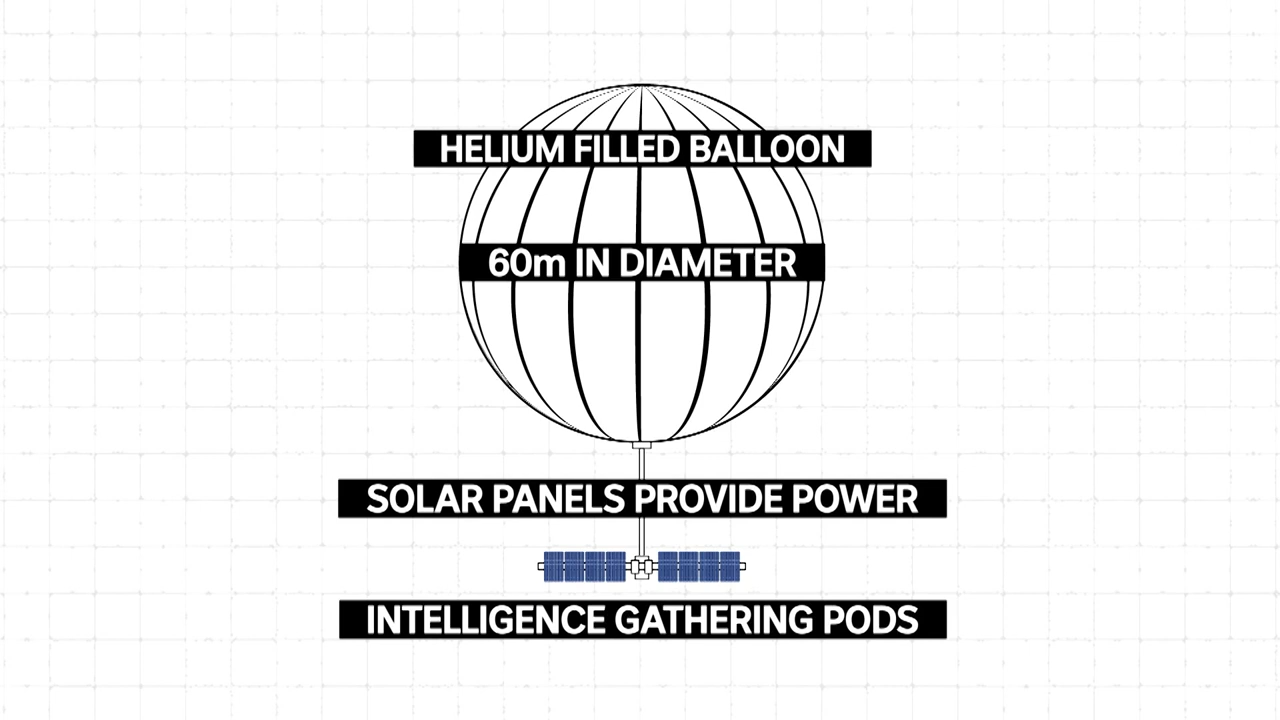 HELIUM FILLED BALLOON
60m IN DIAMETER
SOLAR PANELS PROVIDE POWER
INTELLIGENCE GATHERING PODS